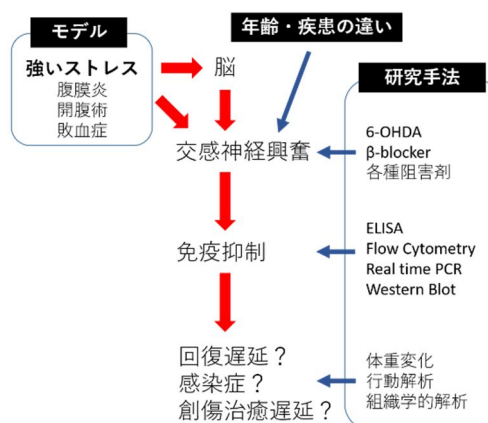 モデル
強いストレス
腹膜炎
開腹術
敗血症
脳
年齢・疾患の違い
交感神経興奮
免疫抑制
回復遅延？
感染症？
創傷治癒遅延？
研究手法
6-OHDA
β-blocker
各種阻害剤
ELISA
Flow Cytometry
Real time PCR
Western Blot
体重変化
行動解析
組織学的解析